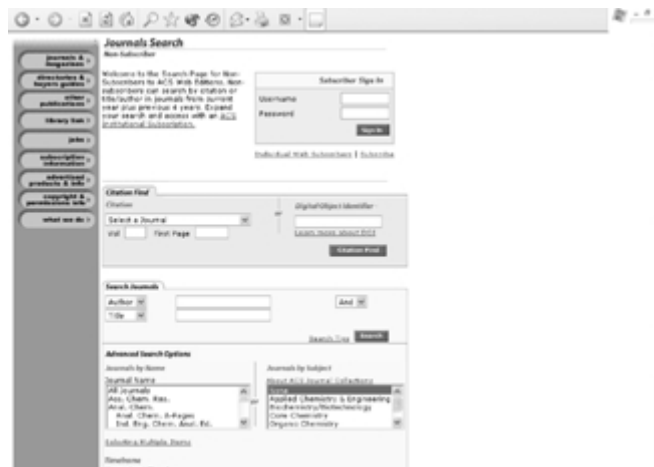 Journals Search
Non-Subscriber
journals & magazines
directories & buyers guides
other publications
library link
jobs
subscription information
advertized products & info
copyright & permissions info
what we do
Welcome to the Search Page for Non-
Subscribers to ACS Web Editions. Non-
subscribers can search by citation or
title/author in journals from current
year plus previous 4 years. Expand
your search and access with an ACS
Institutional Subscription.
Subscriber Sign In
Username
Password
Sign In
Individual Web Subscribers | Subscribe
Citation Find
Citation
Select a Journal
Vol
First Page
or
Digital Object Identifier
Learn more about DOI
Citation Find
Search Journals
Author
And
Title
Search Tips
Search
Advanced Search Options
Journals by Name
Journal Name
All Journals
Acc. Chem. Res.
Anal. Chem.
Anal. Chem. A-Pages
Ind. Eng. Chem. Anal. Ed.
or
Journals by Subject
About ACS Journal Collections
None
Applied Chemistry & Engineering
Biochemistry/Biotechnology
Core Chemistry
Organic Chemistry
Selecting Multiple Items
Timeframe